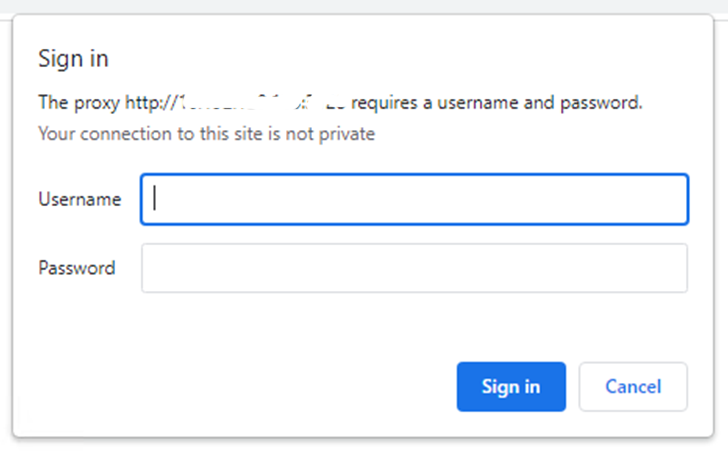 Sign in
The proxy http:// requires a username and password.
Your connection to this site is not private
Username
Password
Sign in Cancel